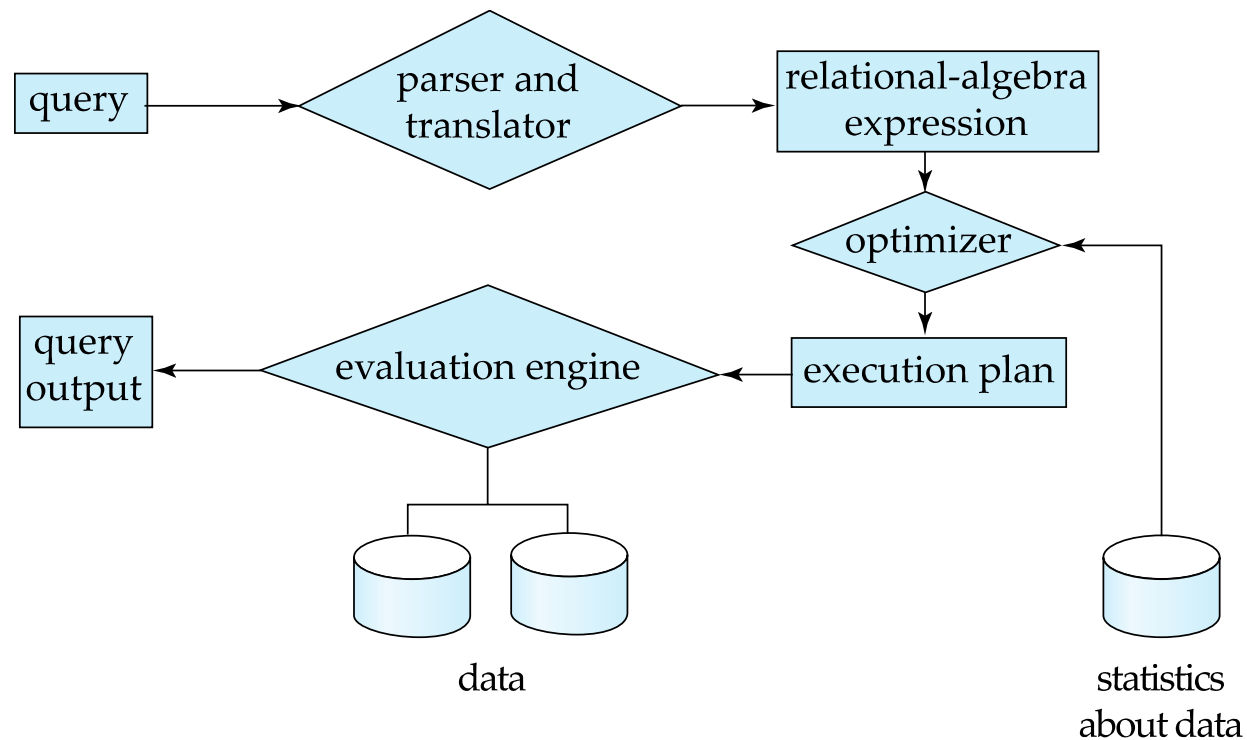 query
parser and
translator
relational-algebra
expression
optimizer
query
output
evaluation engine
execution plan
data
statistics
about data